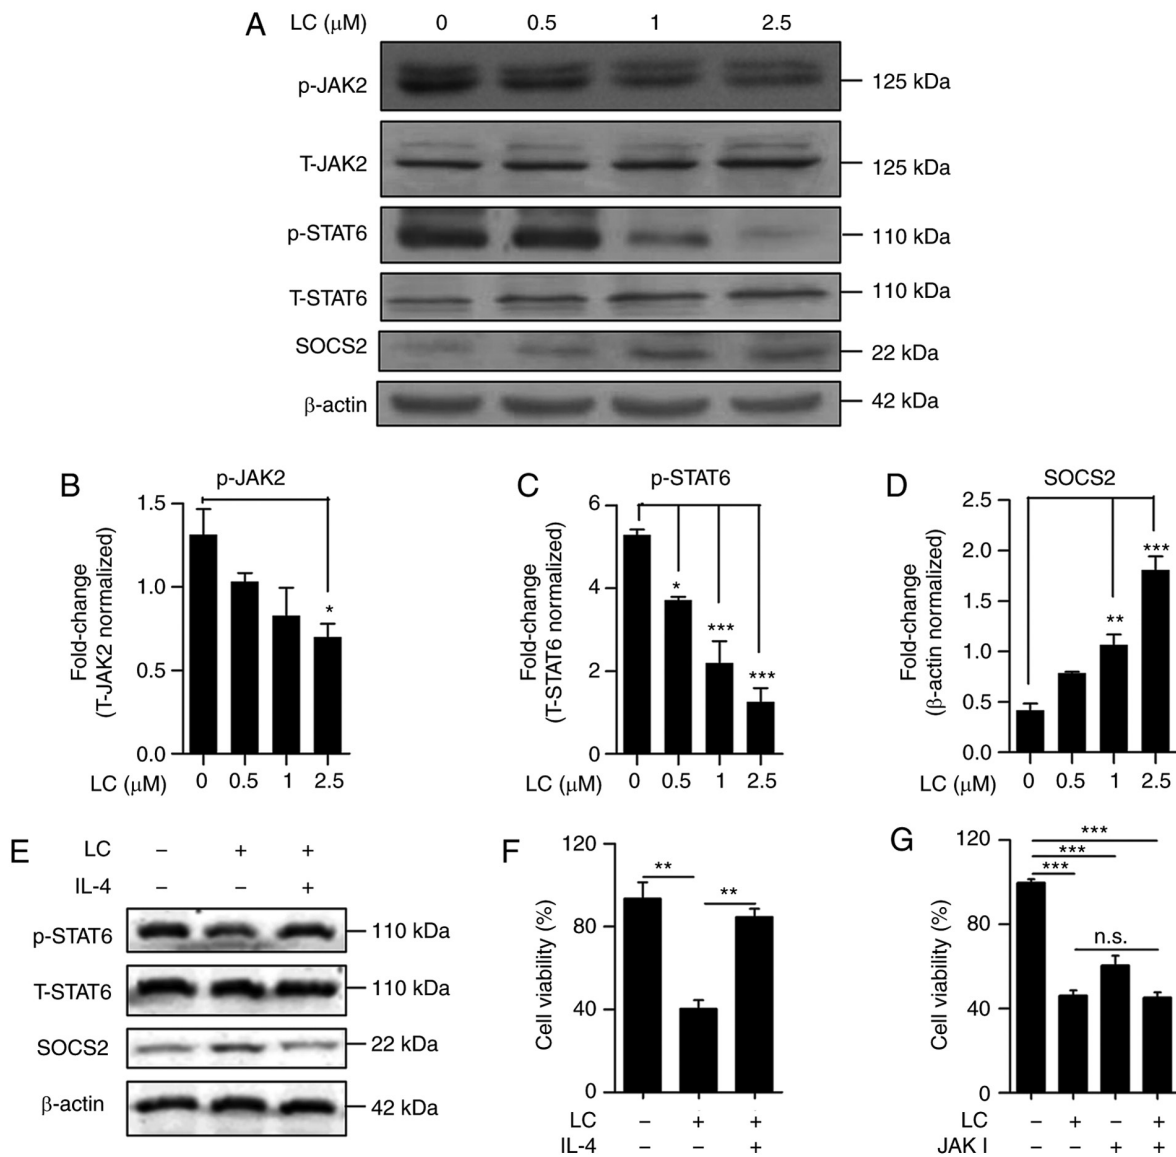 A LC (μM) 0 0.5 1 2.5
p-JAK2 125 kDa
T-JAK2 125 kDa
p-STAT6 110 kDa
T-STAT6 110 kDa
SOCS2 22 kDa
β-actin 42 kDa
B
p-JAK2
Fold-change
(T-JAK2 normalized)
1.5
1.0
0.5
0.0
*
LC (μM) 0 0.5 1 2.5
C
p-STAT6
Fold-change
(T-STAT6 normalized)
6
4
2
0
*
***
***
LC (μM) 0 0.5 1 2.5
D
SOCS2
Fold-change
(β-actin normalized)
2.5
2.0
1.5
1.0
0.5
0.0
**
***
LC (μM) 0 0.5 1 2.5
E
LC – + +
IL-4 – – +
p-STAT6 110 kDa
T-STAT6 110 kDa
SOCS2 22 kDa
β-actin 42 kDa
F
Cell viability (%)
120
80
40
0
**
**
LC – + +
IL-4 – – +
G
Cell viability (%)
120
80
40
0
***
***
***
n.s.
LC – + – +
JAK I – – + +